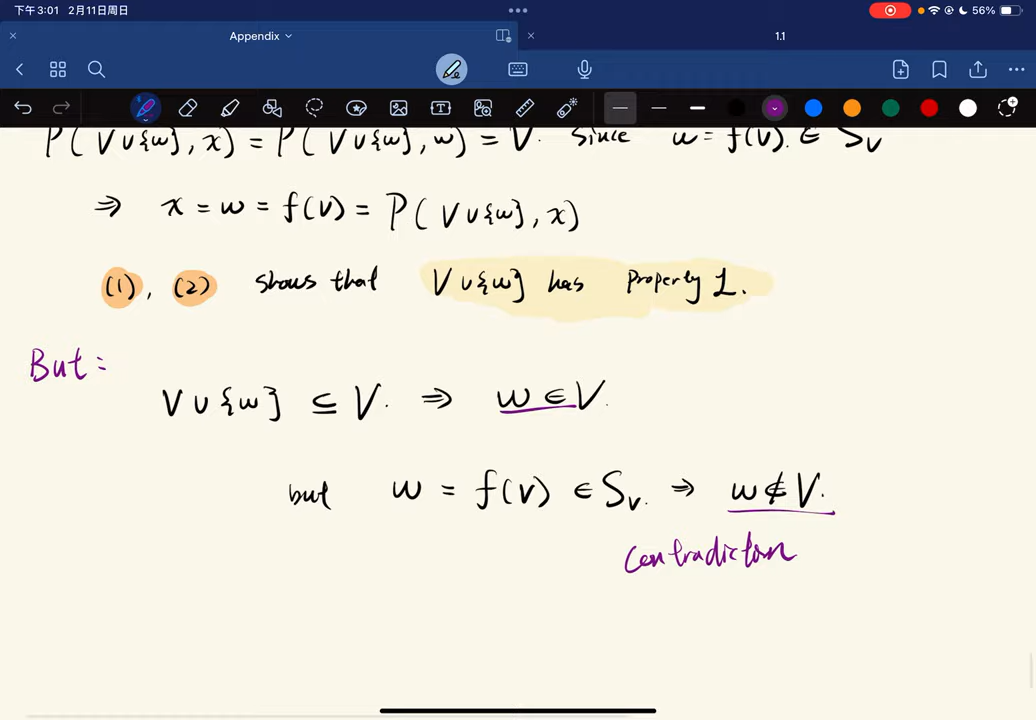 下午3:01 2月11日周日
56%
Appendix
1.1
P(V∪{w}, x) = P(V∪{w}, w) = V. Since w = f(V). ∈ S_V
⇒ x = w = f(V) = P(V∪{w}, x)
(1), (2) shows that V∪{w} has Property L.
But:
V∪{w} ⊆ V. ⇒ w ∈ V.
but w = f(V) ∈ S_V. ⇒ w ∉ V.
contradiction